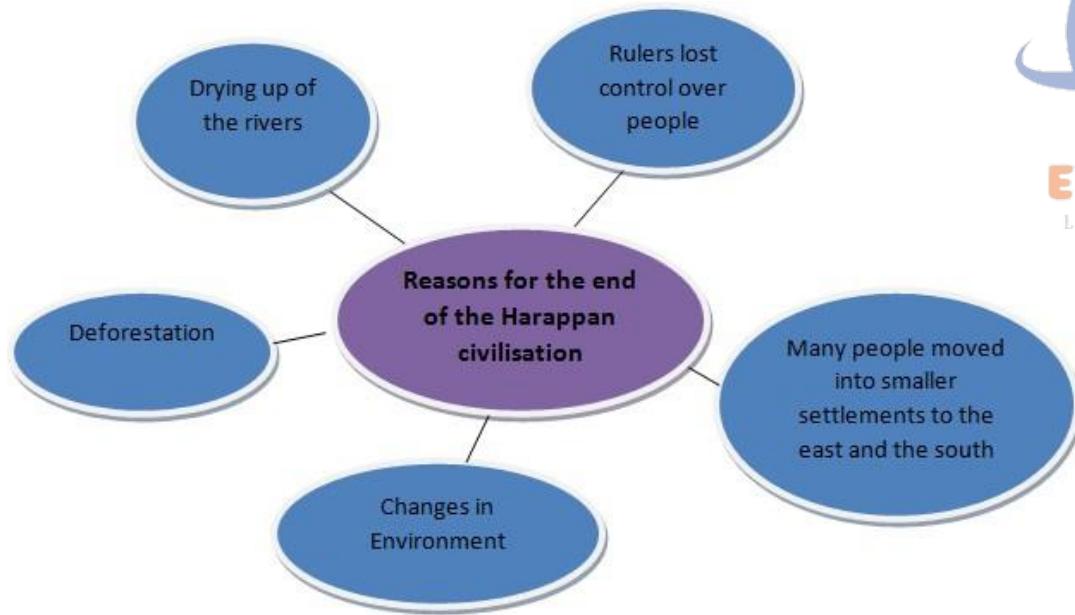 Drying up of
the rivers
Rulers lost
control over
people
Reasons for the end
of the Harappan
civilisation
Deforestation
Many people moved
into smaller
settlements to the
east and the south
Changes in
Environment
E
L